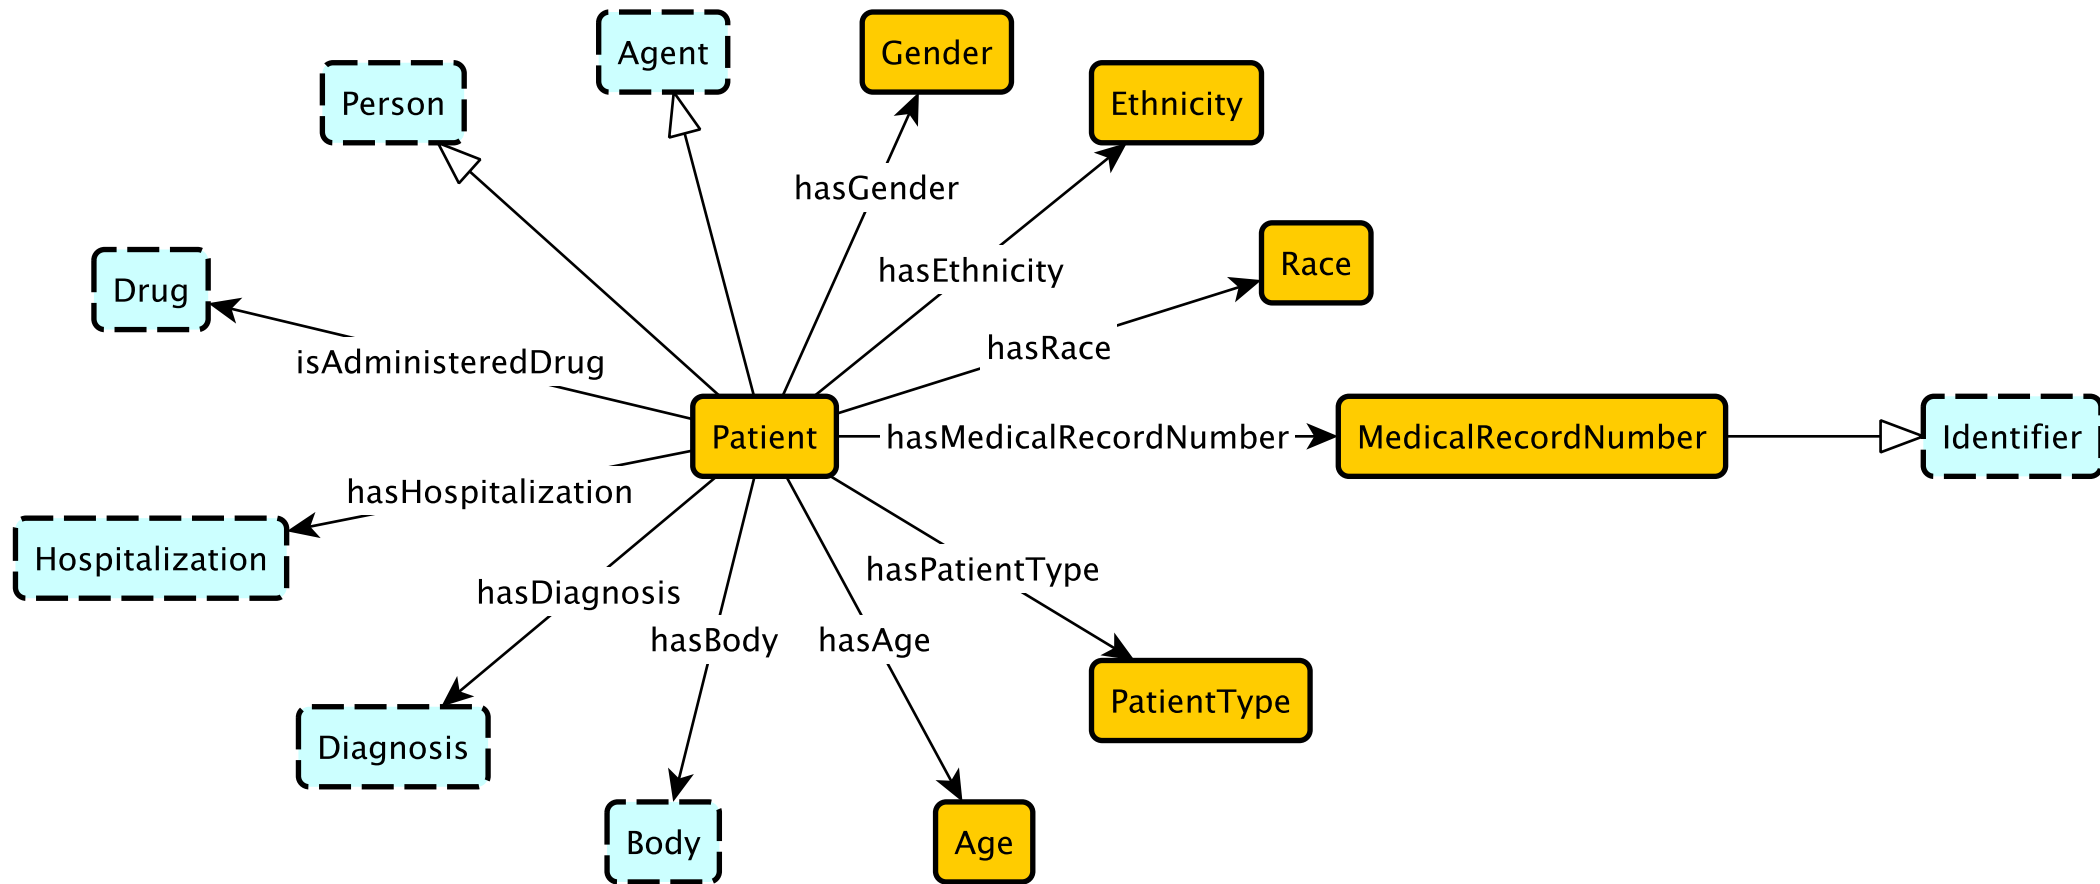 Agent
Gender
Person
Ethnicity
hasGender
Race
hasEthnicity
Drug
hasRace
isAdministeredDrug
Patient
hasMedicalRecordNumber
MedicalRecordNumber
Identifier
hasHospitalization
Hospitalization
hasPatientType
hasDiagnosis
hasBody
hasAge
PatientType
Diagnosis
Body
Age